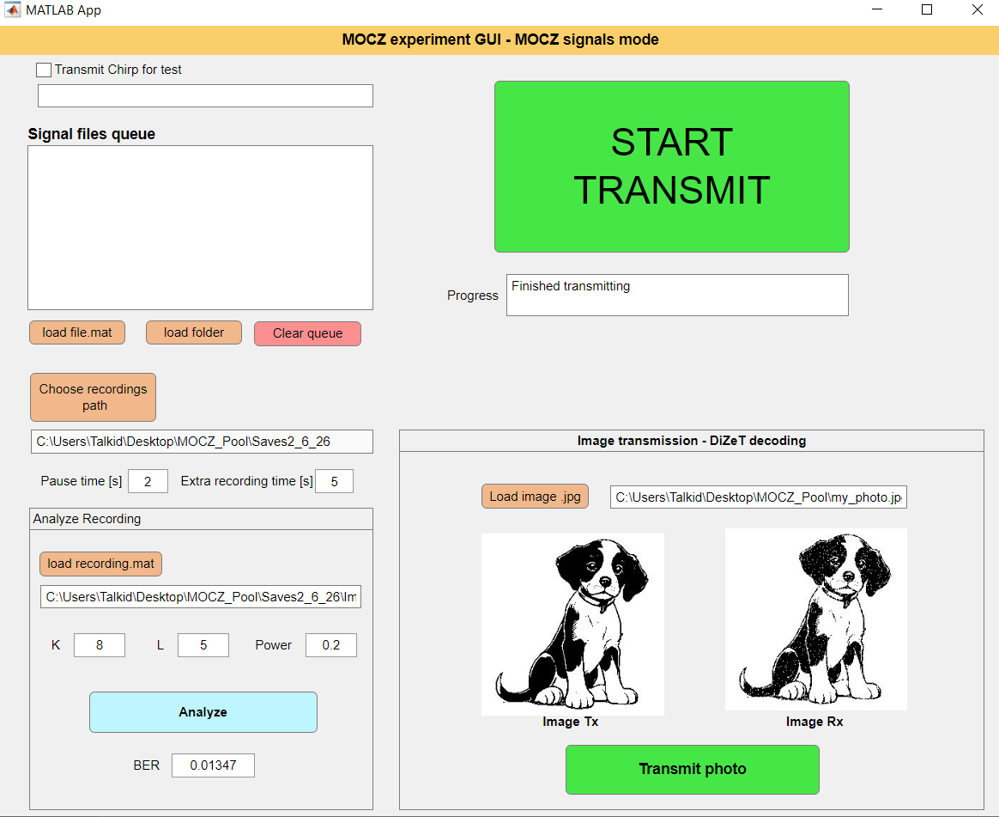 MATLAB App
MOCZ experiment GUI - MOCZ signals mode
Transmit Chirp for test
Signal files queue
load file.mat
load folder
Clear queue
Choose recordings
path
C:\Users\Talkid\Desktop\MOCZ_Pool\Saves2_6_26
Pause time [s]
2
Extra recording time [s]
5
Analyze Recording
load recording.mat
C:\Users\Talkid\Desktop\MOCZ_Pool\Saves2_6_26\Im
K
8
L
5
Power
0.2
Analyze
BER
0.01347
START
TRANSMIT
Progress
Finished transmitting
Image transmission - DiZeT decoding
Load image .jpg
C:\Users\Talkid\Desktop\MOCZ_Pool\my_photo.jp
Image Tx
Image Rx
Transmit photo